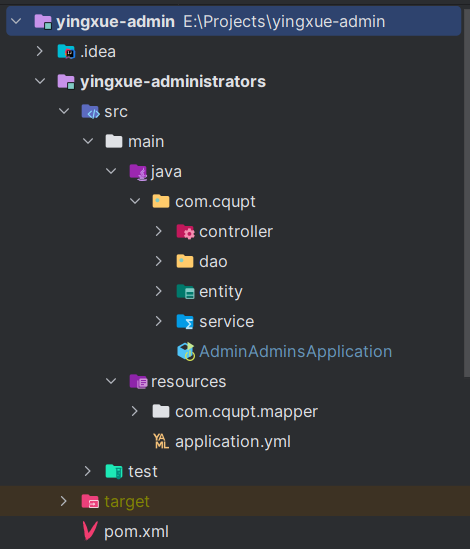 yingxue-admin E:\Projects\yingxue-admin
.idea
yingxue-administrators
src
main
java
com.cqupt
controller
dao
entity
service
AdminAdminsApplication
resources
com.cqupt.mapper
YAML application.yml
test
target
pom.xml